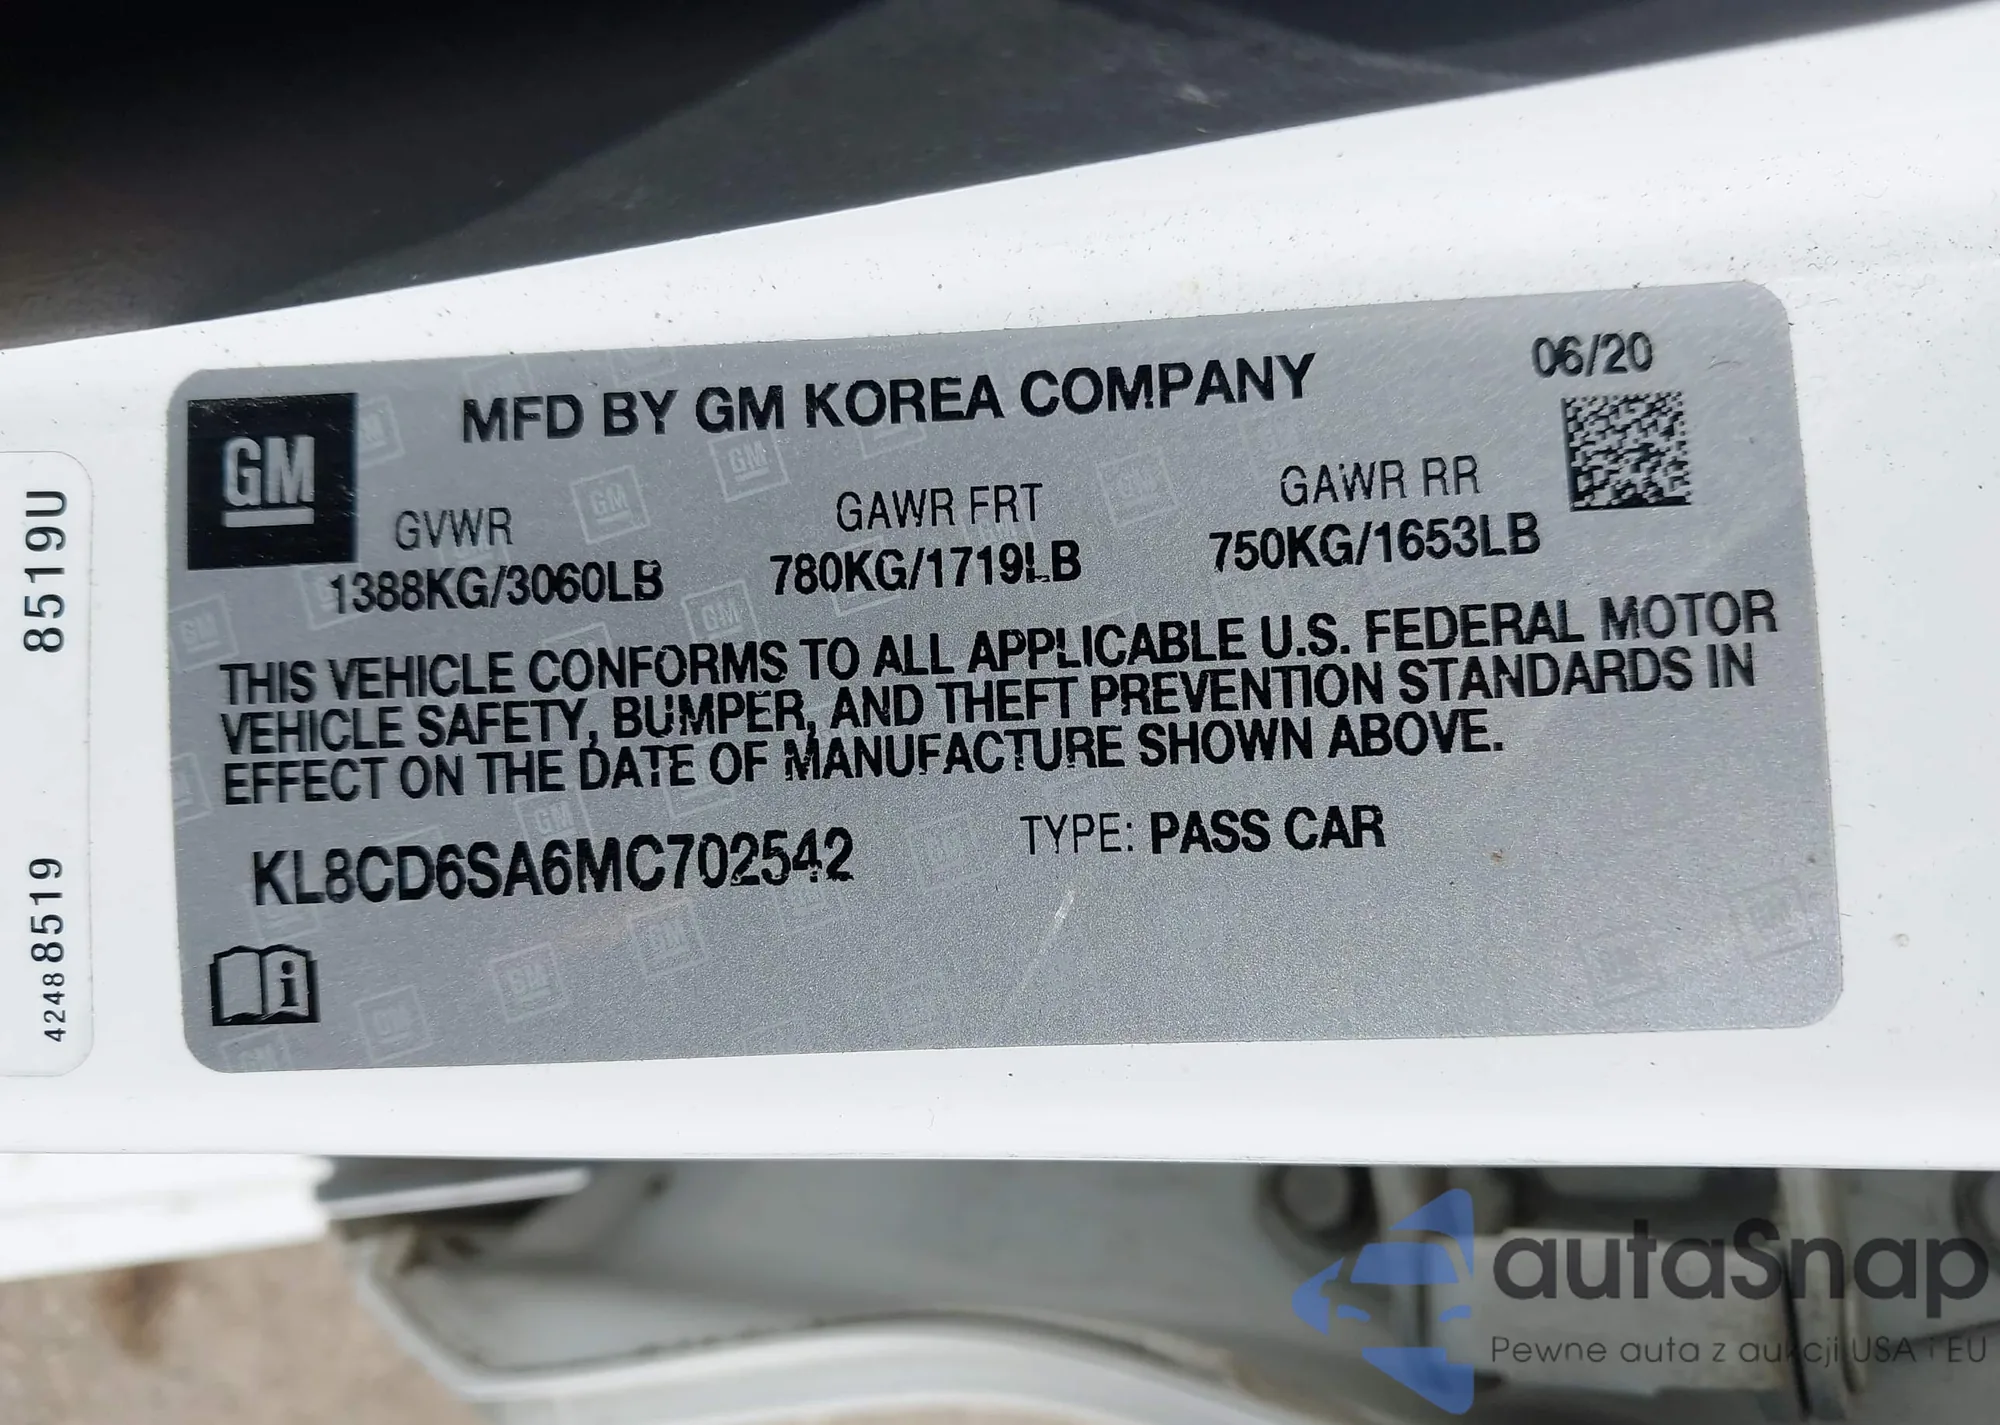 MFD BY GM KOREA COMPANY
06/20
GM
GVWR
GAWR FRT
GAWR RR
1388KG/3060LB
780KG/1719LB
750KG/1653LB
THIS VEHICLE CONFORMS TO ALL APPLICABLE U.S. FEDERAL MOTOR
VEHICLE SAFETY, BUMPER, AND THEFT PREVENTION STANDARDS IN
EFFECT ON THE DATE OF MANUFACTURE SHOWN ABOVE.
KL8CD6SA6MC702542
TYPE: PASS CAR
i
42488519 8519U
autaSnap
Pewne auta z aukcji USA i EU